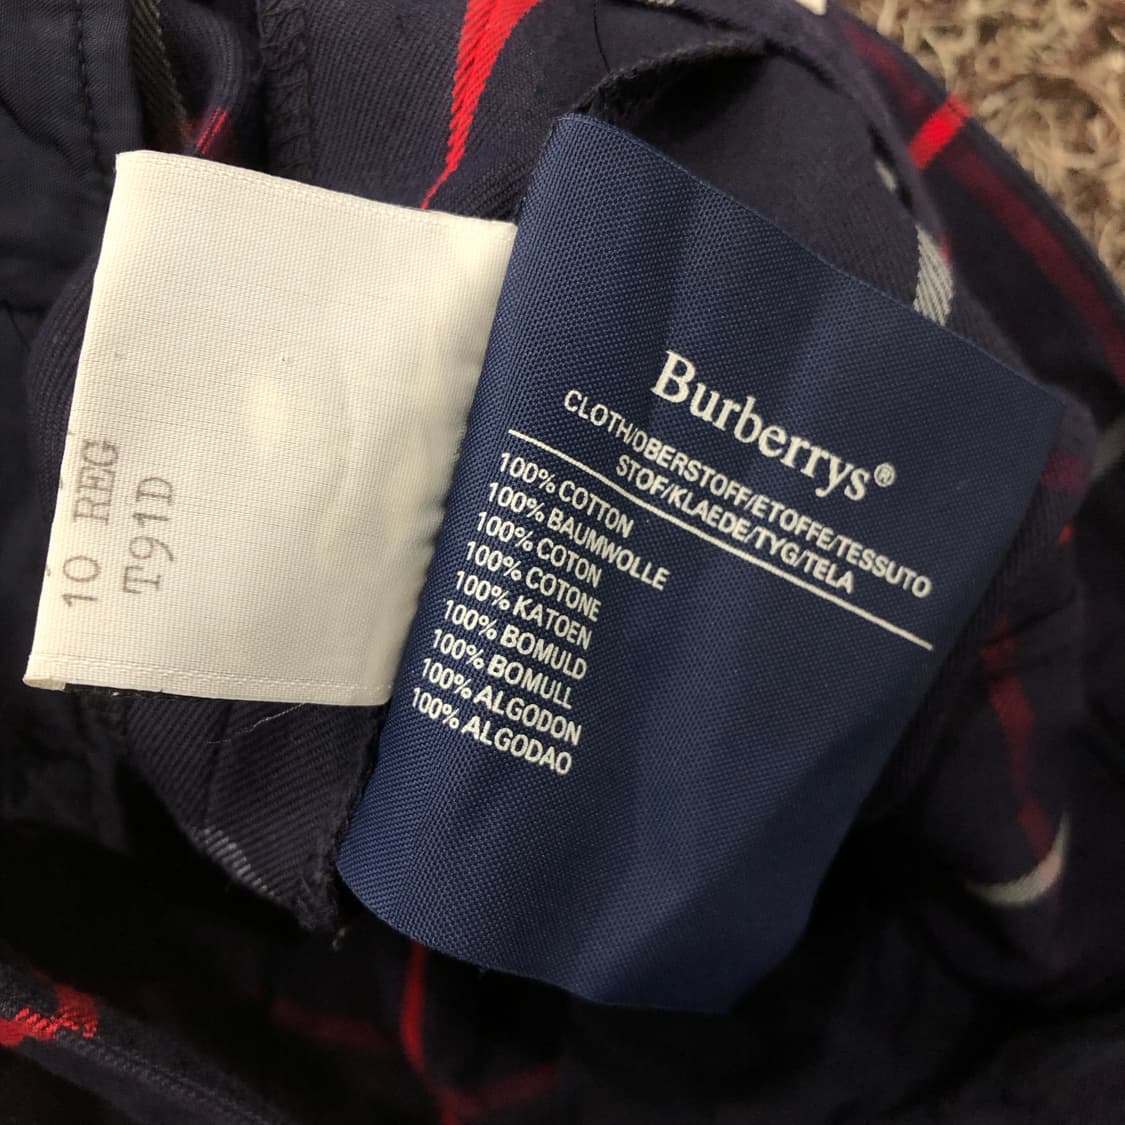 10 REG
T91D
Burberrys®
CLOTH/OBERSTOFF/ETOFFE/TESSUTO
STOF/KLAEDE/TYG/TELA
100% COTTON
100% BAUMWOLLE
100% COTON
100% COTONE
100% KATOEN
100% BOMULD
100% BOMULL
100% ALGODON
100% ALGODAO